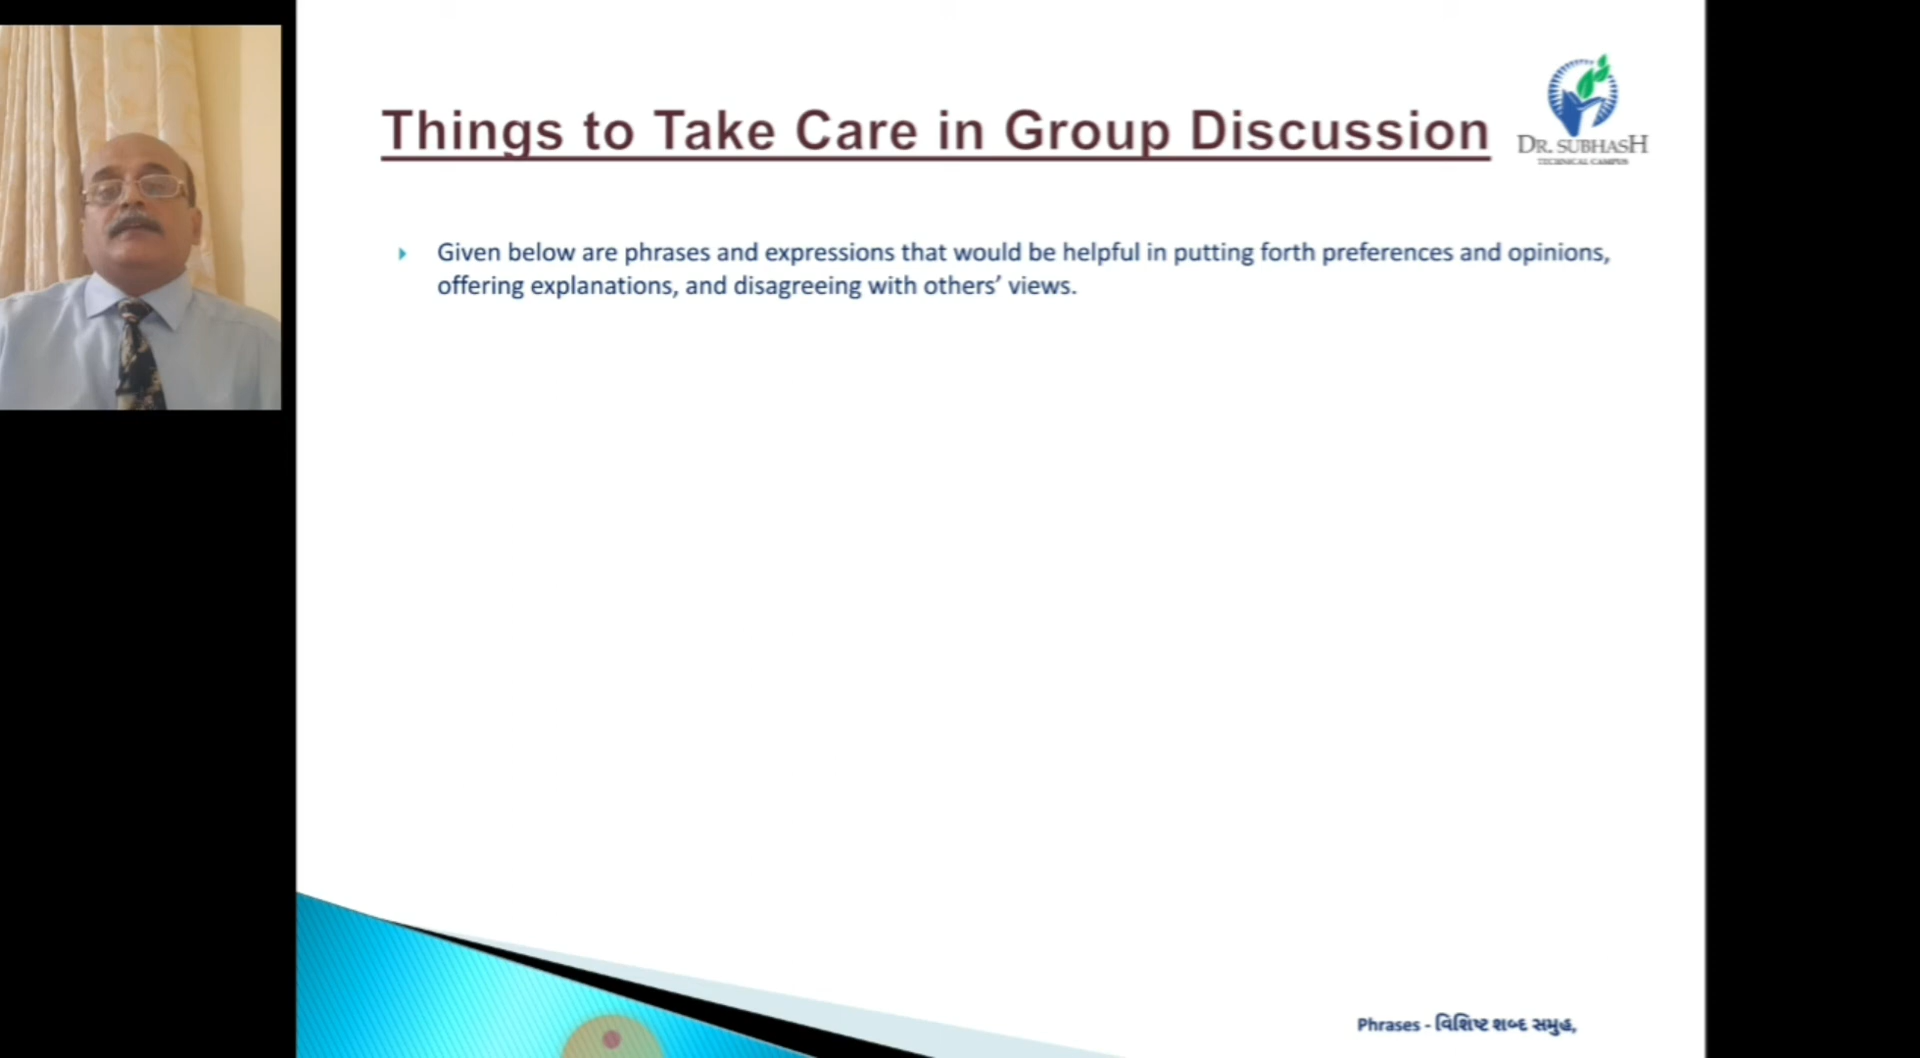 Things to Take Care in Group Discussion
DR. SUBHASH
TECHNICAL CAMPUS
Given below are phrases and expressions that would be helpful in putting forth preferences and opinions,
offering explanations, and disagreeing with others’ views.
Phrases - વિશિષ્ટ શબ્દ સમુહ,